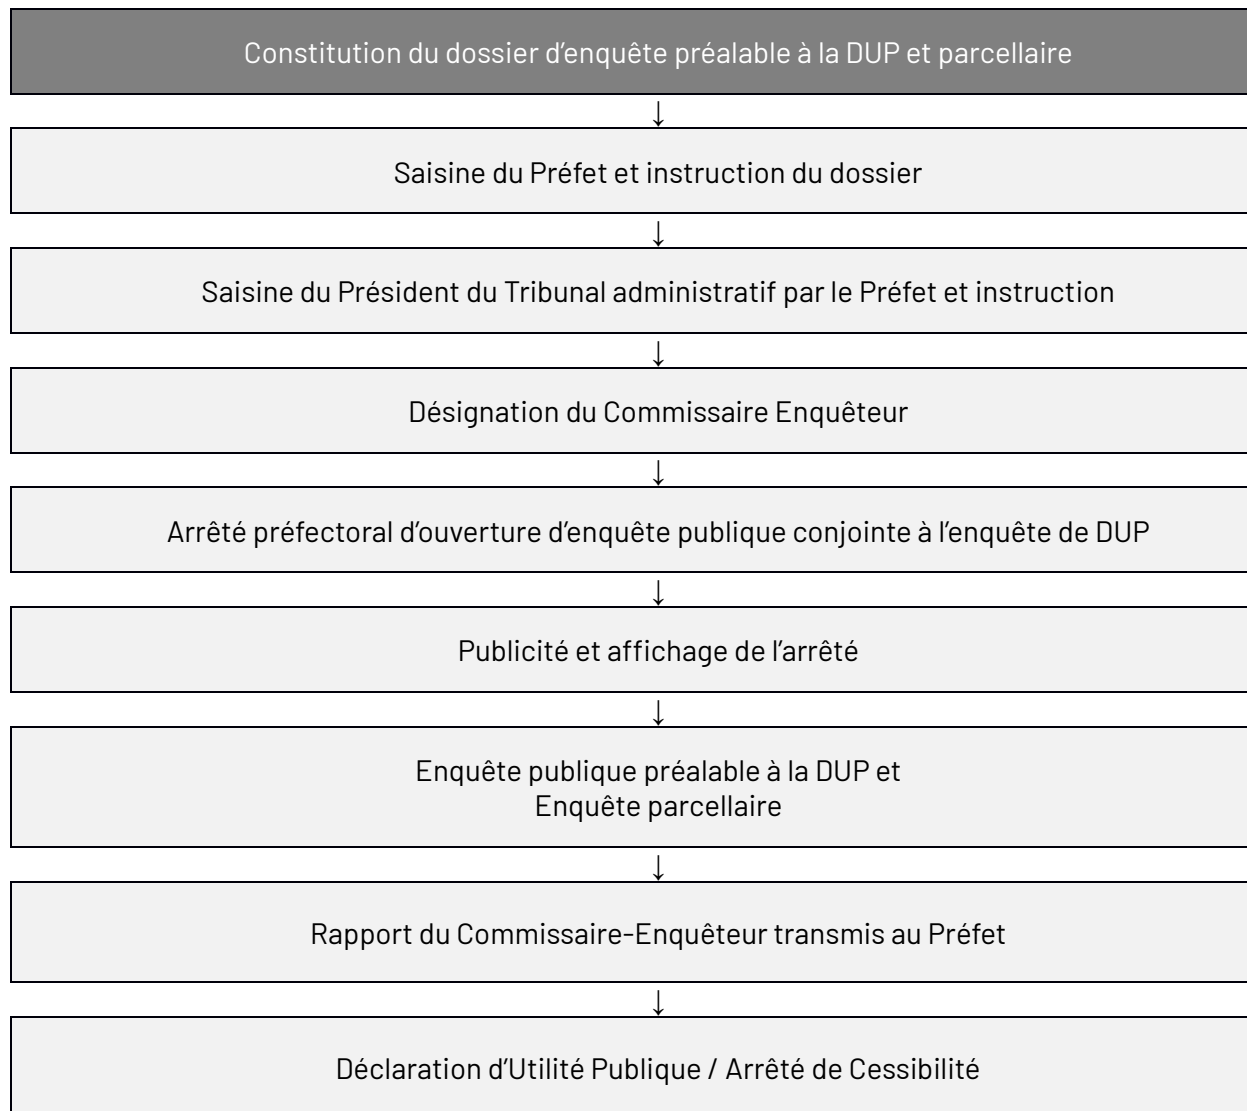 Constitution du dossier d’enquête préalable à la DUP et parcellaire
↓
Saisine du Préfet et instruction du dossier
↓
Saisine du Président du Tribunal administratif par le Préfet et instruction
↓
Désignation du Commissaire Enquêteur
↓
Arrêté préfectoral d’ouverture d’enquête publique conjointe à l’enquête de DUP
↓
Publicité et affichage de l’arrêté
↓
Enquête publique préalable à la DUP et
Enquête parcellaire
↓
Rapport du Commissaire-Enquêteur transmis au Préfet
↓
Déclaration d’Utilité Publique / Arrêté de Cessibilité